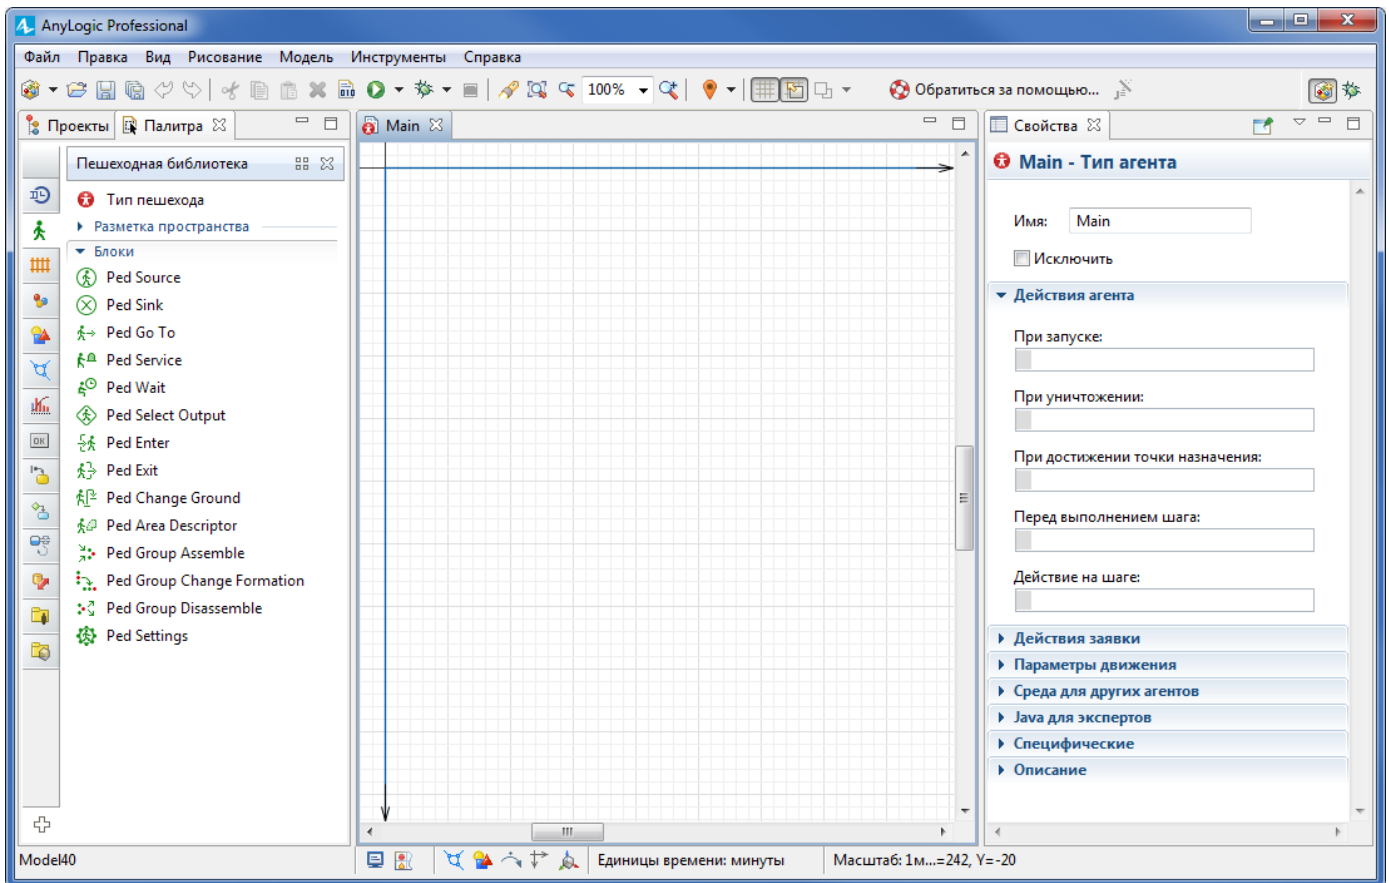 AnyLogic Professional
Файл Правка Вид Рисование Модель Инструменты Справка
100% Обратиться за помощью...
Проекты Палитра Main Свойства
Пешеходная библиотека
Main - Тип агента
Тип пешехода
Разметка пространства
Имя: Main
Блоки
Исключить
Ped Source
Действия агента
Ped Sink
Ped Go To
При запуске:
Ped Service
Ped Wait
При уничтожении:
Ped Select Output
Ped Enter
При достижении точки назначения:
Ped Exit
Ped Change Ground
Перед выполнением шага:
Ped Area Descriptor
Ped Group Assemble
Ped Group Change Formation
Действие на шаге:
Ped Group Disassemble
Ped Settings
Действия заявки
Параметры движения
Среда для других агентов
Java для экспертов
Специфические
Описание
Model40 Единицы времени: минуты Масштаб: 1м...=242, Y=-20